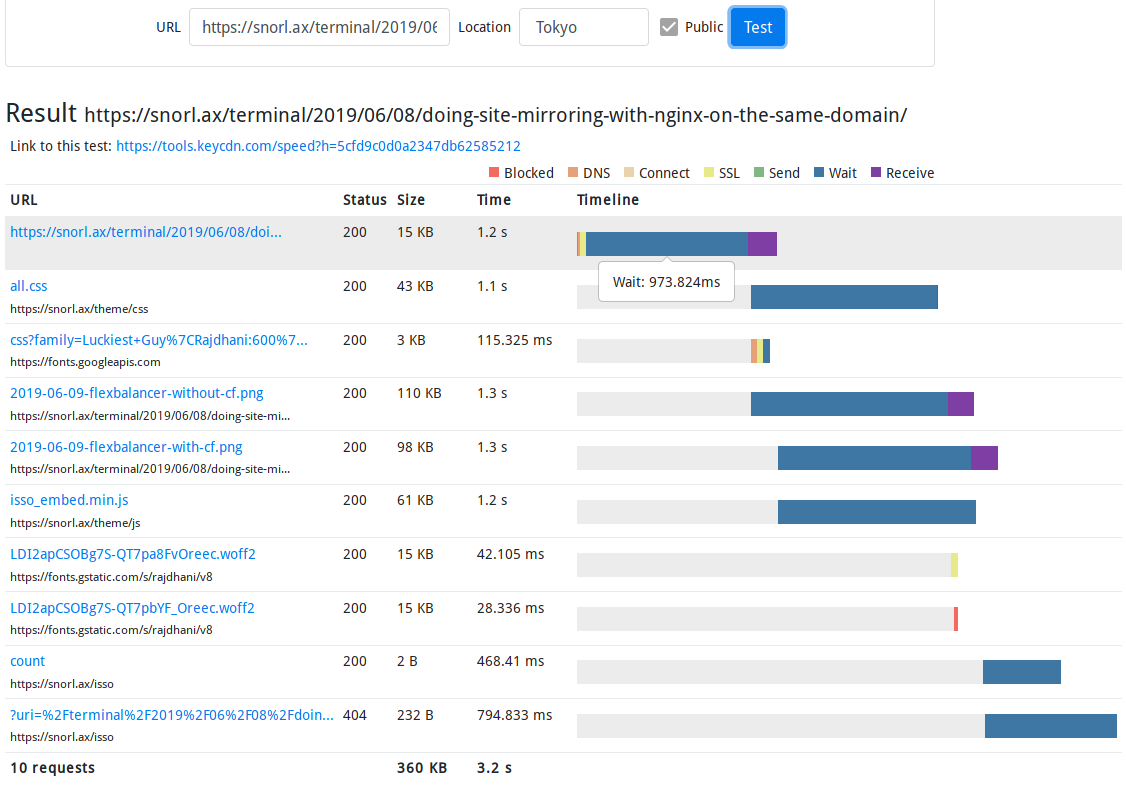 URL https://snorl.ax/terminal/2019/06 Location Tokyo Public Test
Result https://snorl.ax/terminal/2019/06/08/doing-site-mirroring-with-nginx-on-the-same-domain/
Link to this test: https://tools.keycdn.com/speed?h=5cfd9c0d0a2347db62585212
Blocked DNS Connect SSL Send Wait Receive
URL Status Size Time Timeline
https://snorl.ax/terminal/2019/06/08/doi... 200 15 KB 1.2 s
Wait: 973.824ms
all.css 200 43 KB 1.1 s
https://snorl.ax/theme/css
css?family=Luckiest+Guy%7CRajdhani:600%7... 200 3 KB 115.325 ms
https://fonts.googleapis.com
2019-06-09-flexbalancer-without-cf.png 200 110 KB 1.3 s
https://snorl.ax/terminal/2019/06/08/doing-site-mi...
2019-06-09-flexbalancer-with-cf.png 200 98 KB 1.3 s
https://snorl.ax/terminal/2019/06/08/doing-site-mi...
isso_embed.min.js 200 61 KB 1.2 s
https://snorl.ax/theme/js
LDI2apCSOBg7S-QT7pa8FvOreec.woff2 200 15 KB 42.105 ms
https://fonts.gstatic.com/s/rajdhani/v8
LDI2apCSOBg7S-QT7pbYF_Oreec.woff2 200 15 KB 28.336 ms
https://fonts.gstatic.com/s/rajdhani/v8
count 200 2 B 468.41 ms
https://snorl.ax/isso
?uri=%2Fterminal%2F2019%2F06%2F08%2Fdoin... 404 232 B 794.833 ms
https://snorl.ax/isso
10 requests 360 KB 3.2 s